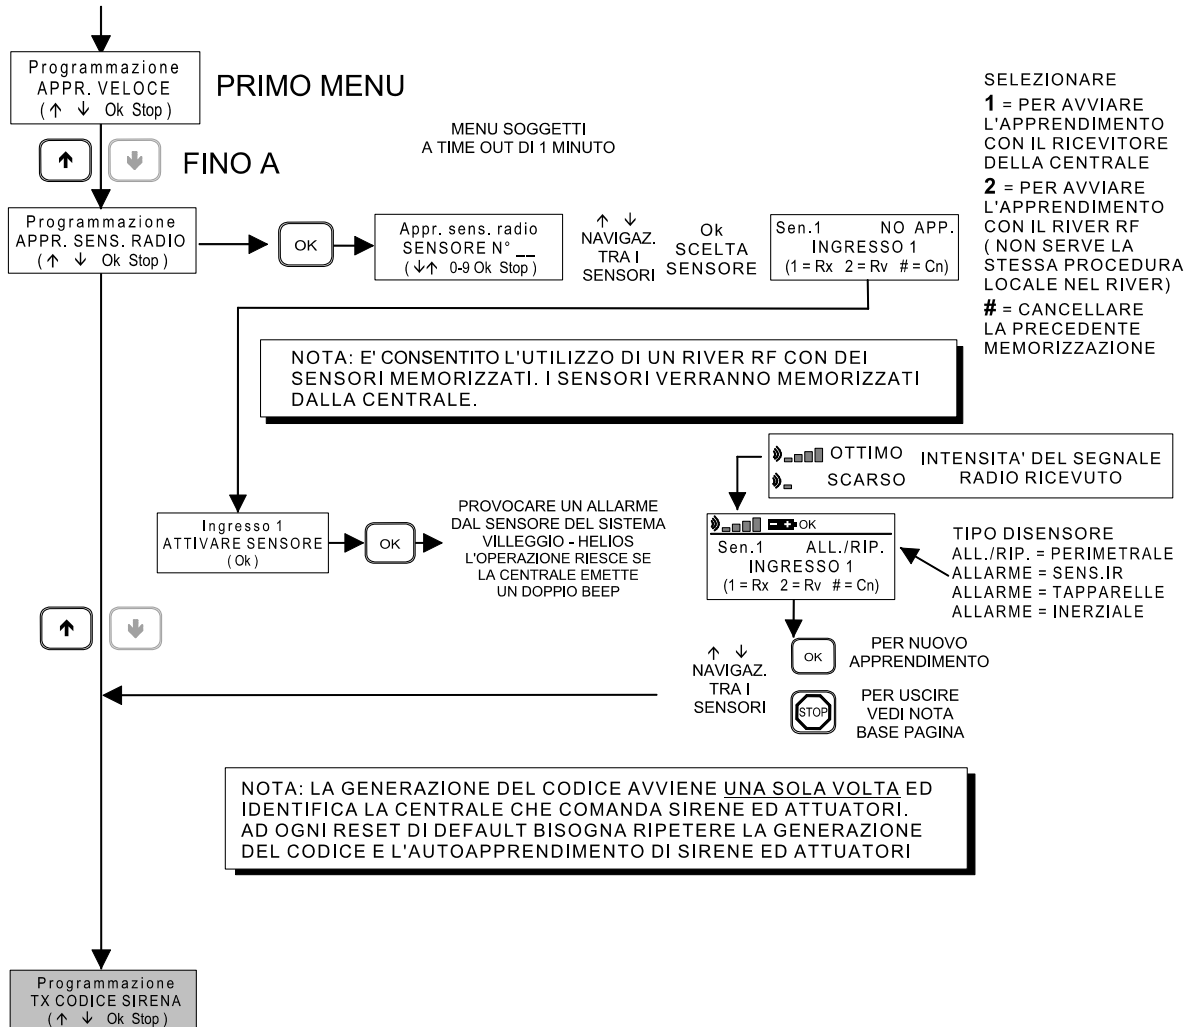 Programmazione
APPR. VELOCE
(↑ ↓ Ok Stop)
PRIMO MENU
MENU SOGGETTI
A TIME OUT DI 1 MINUTO
FINO A
SELEZIONARE
1 = PER AVVIARE
L'APPRENDIMENTO
CON IL RICEVITORE
DELLA CENTRALE
2 = PER AVVIARE
L'APPRENDIMENTO
CON IL RIVER RF
( NON SERVE LA
STESSA PROCEDURA
LOCALE NEL RIVER)
# = CANCELLARE
LA PRECEDENTE
MEMORIZZAZIONE
Programmazione
APPR. SENS. RADIO
(↑ ↓ Ok Stop)
OK
Appr. sens. radio
SENSORE N° __
(↓↑ 0-9 Ok Stop)
↑ ↓
NAVIGAZ.
TRA I
SENSORI
Ok
SCELTA
SENSORE
Sen.1 NO APP.
INGRESSO 1
(1 = Rx 2 = Rv # = Cn)
NOTA: E' CONSENTITO L'UTILIZZO DI UN RIVER RF CON DEI
SENSORI MEMORIZZATI. I SENSORI VERRANNO MEMORIZZATI
DALLA CENTRALE.
OTTIMO
SCARSO
INTENSITA' DEL SEGNALE
RADIO RICEVUTO
Ingresso 1
ATTIVARE SENSORE
(Ok)
OK
PROVOCARE UN ALLARME
DAL SENSORE DEL SISTEMA
VILLEGGIO - HELIOS
L'OPERAZIONE RIESCE SE
LA CENTRALE EMETTE
UN DOPPIO BEEP
OK
Sen.1 ALL./RIP.
INGRESSO 1
(1 = Rx 2 = Rv # = Cn)
TIPO DISENSORE
ALL./RIP. = PERIMETRALE
ALLARME = SENS.IR
ALLARME = TAPPARELLE
ALLARME = INERZIALE
↑ ↓
NAVIGAZ.
TRA I
SENSORI
OK
PER NUOVO
APPRENDIMENTO
STOP
PER USCIRE
VEDI NOTA
BASE PAGINA
NOTA: LA GENERAZIONE DEL CODICE AVVIENE UNA SOLA VOLTA ED
IDENTIFICA LA CENTRALE CHE COMANDA SIRENE ED ATTUATORI.
AD OGNI RESET DI DEFAULT BISOGNA RIPETERE LA GENERAZIONE
DEL CODICE E L'AUTOAPPRENDIMENTO DI SIRENE ED ATTUATORI
Programmazione
TX CODICE SIRENA
(↑ ↓ Ok Stop)